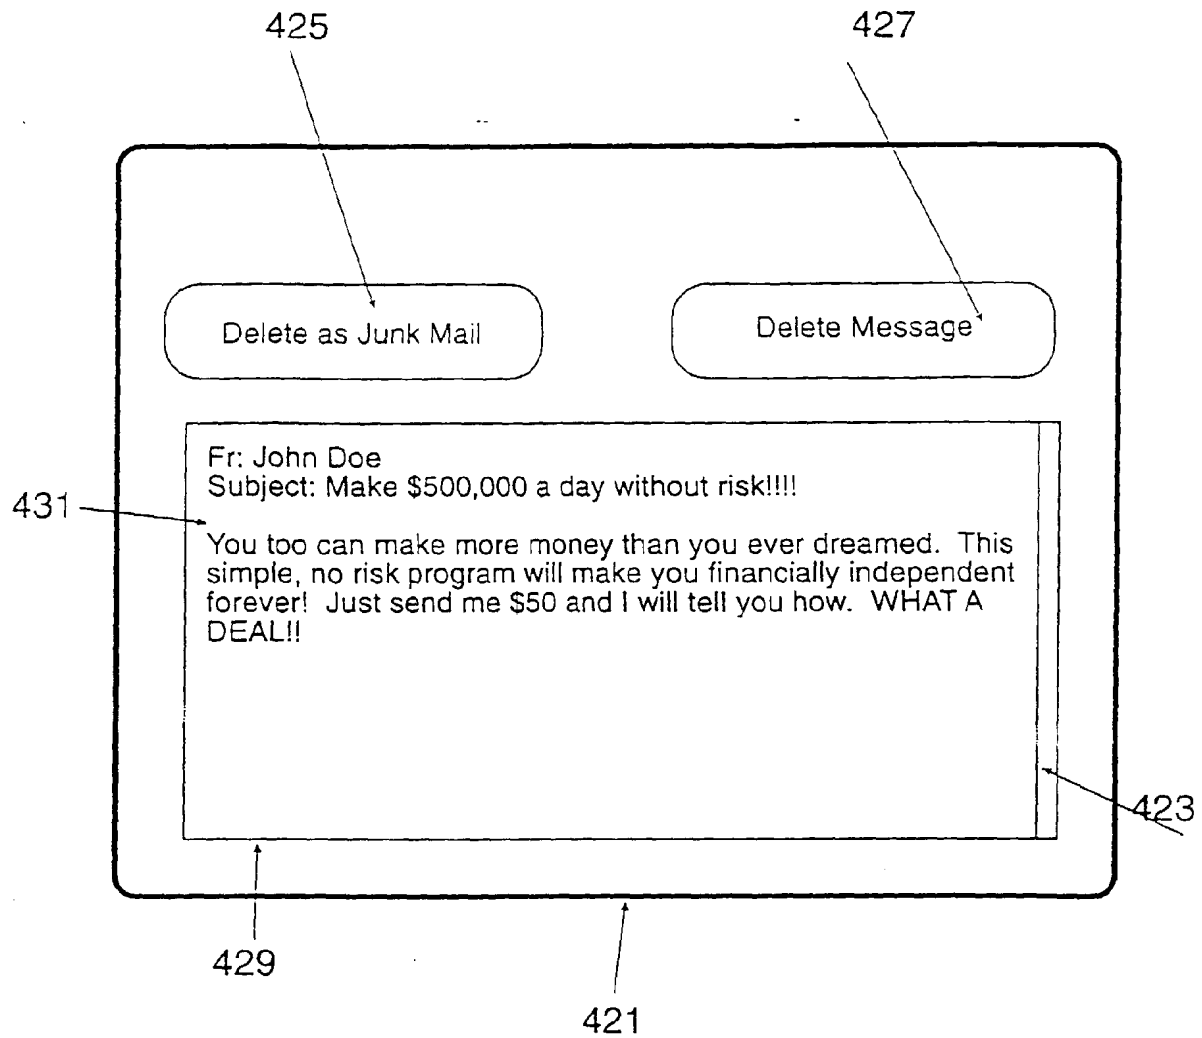 425
427
Delete as Junk Mail
Delete Message
Fr: John Doe
Subject: Make $500,000 a day without risk!!!!
431
You too can make more money than you ever dreamed. This
simple, no risk program will make you financially independent
forever! Just send me $50 and I will tell you how. WHAT A
DEAL!!
423
429
421